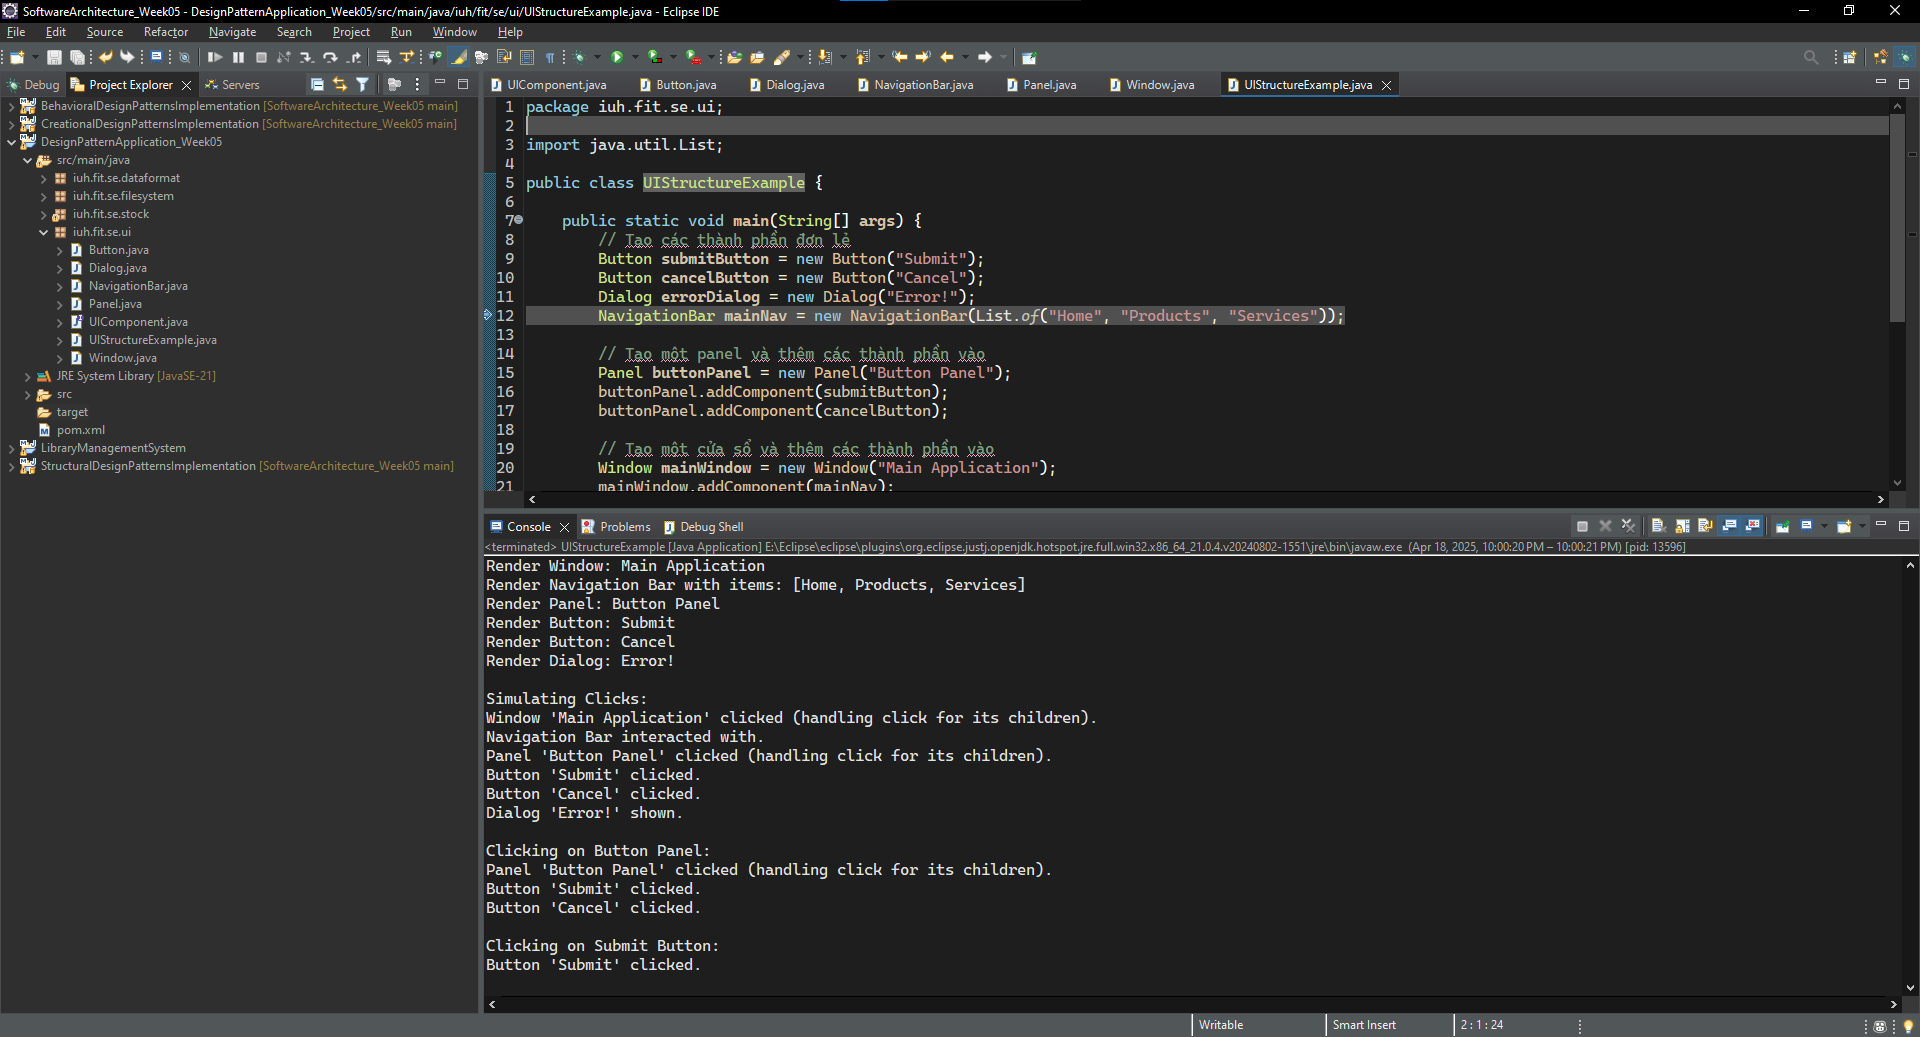 SoftwareArchitecture_Week05 - DesignPatternApplication_Week05/src/main/java/iuh/fit/se/ui/UIStructureExample.java - Eclipse IDE
File Edit Source Refactor Navigate Search Project Run Window Help
Debug Project Explorer Servers
BehavioralDesignPatternsImplementation [SoftwareArchitecture_Week05 main]
CreationalDesignPatternsImplementation [SoftwareArchitecture_Week05 main]
DesignPatternApplication_Week05
src/main/java
iuh.fit.se.dataformat
iuh.fit.se.filesystem
iuh.fit.se.stock
iuh.fit.se.ui
Button.java
Dialog.java
NavigationBar.java
Panel.java
UIComponent.java
UIStructureExample.java
Window.java
JRE System Library [JavaSE-21]
src
target
pom.xml
LibraryManagementSystem
StructuralDesignPatternsImplementation [SoftwareArchitecture_Week05 main]
UIComponent.java Button.java Dialog.java NavigationBar.java Panel.java Window.java UIStructureExample.java
1 package iuh.fit.se.ui;
2
3 import java.util.List;
4
5 public class UIStructureExample {
6
7 public static void main(String[] args) {
8 // Tạo các thành phần đơn lẻ
9 Button submitButton = new Button("Submit");
10 Button cancelButton = new Button("Cancel");
11 Dialog errorDialog = new Dialog("Error!");
12 NavigationBar mainNav = new NavigationBar(List.of("Home", "Products", "Services"));
13
14 // Tạo một panel và thêm các thành phần vào
15 Panel buttonPanel = new Panel("Button Panel");
16 buttonPanel.addComponent(submitButton);
17 buttonPanel.addComponent(cancelButton);
18
19 // Tạo một cửa sổ và thêm các thành phần vào
20 Window mainWindow = new Window("Main Application");
21 mainWindow.addComponent(mainNav);
Console Problems Debug Shell
<terminated> UIStructureExample [Java Application] E:\Eclipse\eclipse\plugins\org.eclipse.justj.openjdk.hotspot.jre.full.win32.x86_64_21.0.4.v20240802-1551\jre\bin\javaw.exe (Apr 18, 2025, 10:00:20 PM – 10:00:21 PM) [pid: 13596]
Render Window: Main Application
Render Navigation Bar with items: [Home, Products, Services]
Render Panel: Button Panel
Render Button: Submit
Render Button: Cancel
Render Dialog: Error!
Simulating Clicks:
Window 'Main Application' clicked (handling click for its children).
Navigation Bar interacted with.
Panel 'Button Panel' clicked (handling click for its children).
Button 'Submit' clicked.
Button 'Cancel' clicked.
Dialog 'Error!' shown.
Clicking on Button Panel:
Panel 'Button Panel' clicked (handling click for its children).
Button 'Submit' clicked.
Button 'Cancel' clicked.
Clicking on Submit Button:
Button 'Submit' clicked.
Writable Smart Insert 2 : 1 : 24